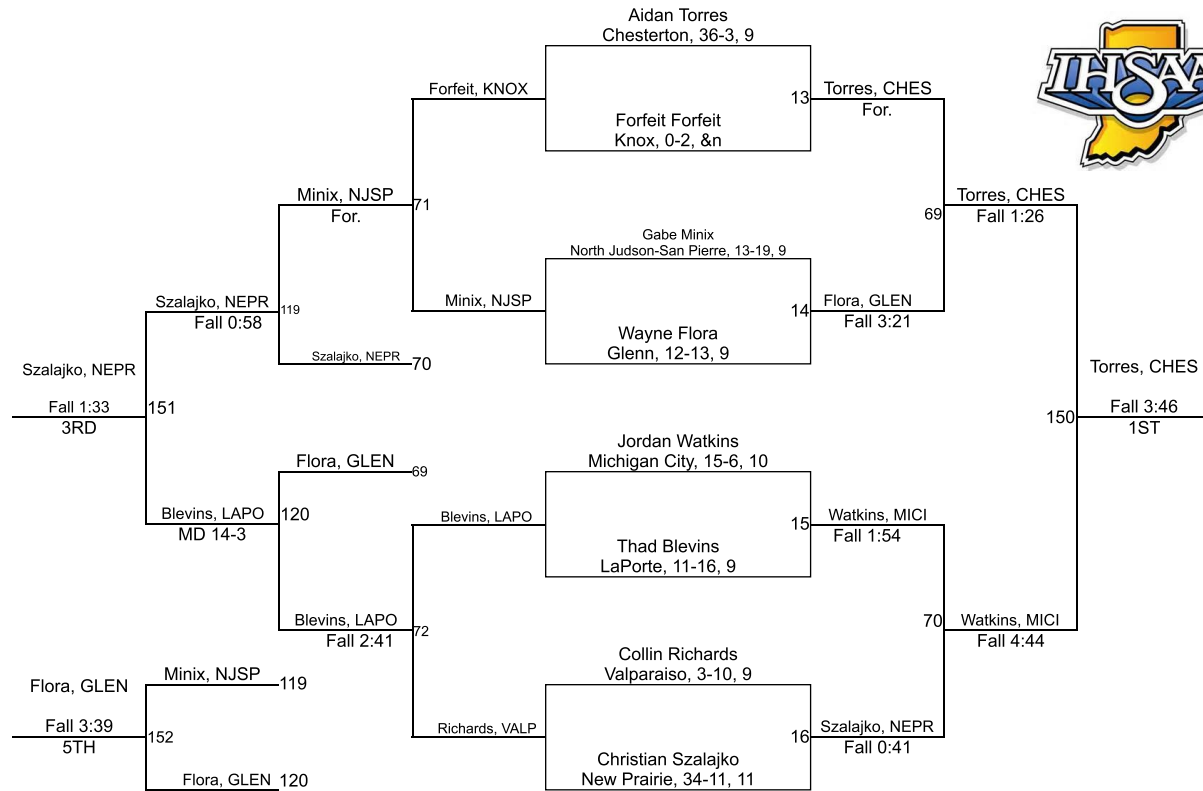 Aidan Torres
Chesterton, 36-3, 9
IHSAA
Forfeit, KNOX
13
Torres, CHES
For.
Forfeit Forfeit
Knox, 0-2, &n
Minix, NJSP
For.
71
69
Torres, CHES
Fall 1:26
Gabe Minix
North Judson-San Pierre, 13-19, 9
Szalajko, NEPR
Fall 0:58
119
Minix, NJSP
14
Flora, GLEN
Fall 3:21
Wayne Flora
Glenn, 12-13, 9
Szalajko, NEPR
70
Szalajko, NEPR
Fall 1:33
3RD
151
Torres, CHES
150
Fall 3:46
1ST
Jordan Watkins
Michigan City, 15-6, 10
Flora, GLEN
69
Blevins, LAPO
MD 14-3
120
Blevins, LAPO
15
Watkins, MICI
Fall 1:54
Thad Blevins
LaPorte, 11-16, 9
Blevins, LAPO
Fall 2:41
72
70
Watkins, MICI
Fall 4:44
Collin Richards
Valparaiso, 3-10, 9
Minix, NJSP
119
Flora, GLEN
Fall 3:39
5TH
152
Richards, VALP
16
Szalajko, NEPR
Fall 0:41
Christian Szalajko
New Prairie, 34-11, 11
Flora, GLEN
120